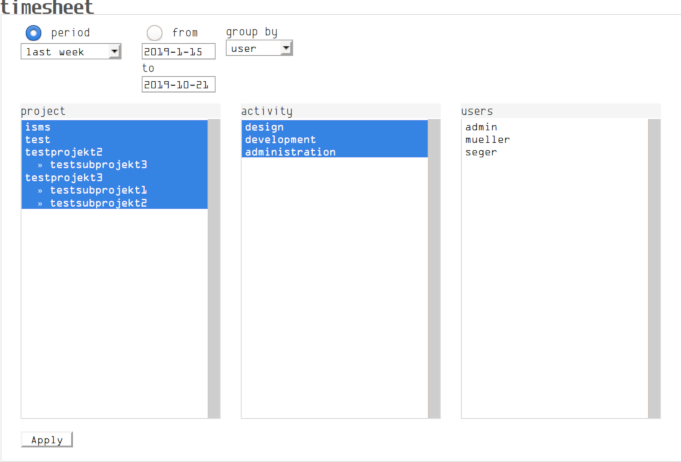 timesheet
period
from
group by
last week
2019-1-15
user
to
2019-10-21
project
activity
users
isms
test
testprojekt2
» testsubprojekt3
testprojekt3
» testsubprojekt1
» testsubprojekt2
design
development
administration
admin
mueller
seger
Apply